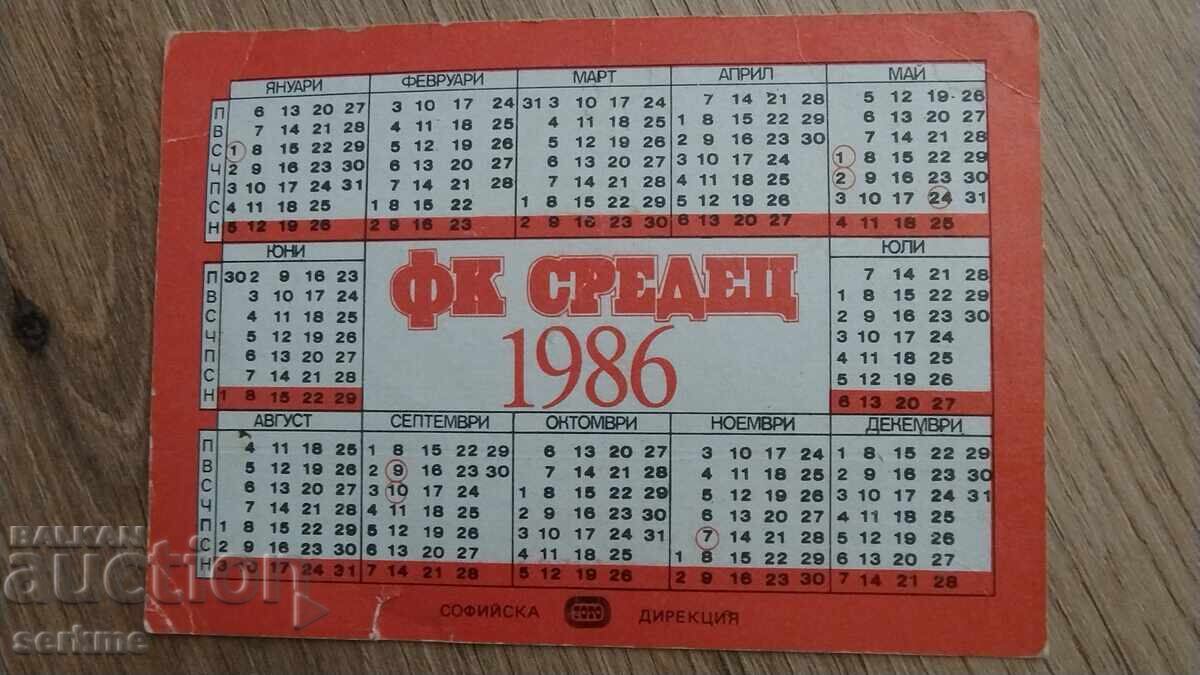 ЯНУАРИ ФЕВРУАРИ МАРТ АПРИЛ МАЙ
П 6 13 20 27 3 10 17 24 31 3 10 17 24 7 14 21 28 5 12 19 26
В 7 14 21 28 4 11 18 25 4 11 18 25 1 8 15 22 29 6 13 20 27
С 1 8 15 22 29 5 12 19 26 5 12 19 26 2 9 16 23 30 7 14 21 28
Ч 2 9 16 23 30 6 13 20 27 6 13 20 27 3 10 17 24 1 8 15 22 29
П 3 10 17 24 31 7 14 21 28 7 14 21 28 4 11 18 25 2 9 16 23 30
С 4 11 18 25 1 8 15 22 1 8 15 22 29 5 12 19 26 3 10 17 24 31
Н 5 12 19 26 2 9 16 23 2 9 16 23 30 6 13 20 27 4 11 18 25
ЮНИ ЮЛИ
П 30 2 9 16 23 7 14 21 28
В 3 10 17 24 1 8 15 22 29
С 4 11 18 25 2 9 16 23 30
Ч 5 12 19 26 3 10 17 24 31
П 6 13 20 27 4 11 18 25
С 7 14 21 28 5 12 19 26
Н 1 8 15 22 29 6 13 20 27
ФК СРЕДЕЦ
1986
АВГУСТ СЕПТЕМВРИ ОКТОМВРИ НОЕМВРИ ДЕКЕМВРИ
П 4 11 18 25 1 8 15 22 29 6 13 20 27 3 10 17 24 1 8 15 22 29
В 5 12 19 26 2 9 16 23 30 7 14 21 28 4 11 18 25 2 9 16 23 30
С 6 13 20 27 3 10 17 24 1 8 15 22 29 5 12 19 26 3 10 17 24 31
Ч 7 14 21 28 4 11 18 25 2 9 16 23 30 6 13 20 27 4 11 18 25
П 1 8 15 22 29 5 12 19 26 3 10 17 24 31 7 14 21 28 5 12 19 26
С 2 9 16 23 30 6 13 20 27 4 11 18 25 1 8 15 22 29 6 13 20 27
Н 3 10 17 24 31 7 14 21 28 5 12 19 26 2 9 16 23 30 7 14 21 28
СОФИЙСКА ТОТО ДИРЕКЦИЯ
BALKAN
auction
serkme